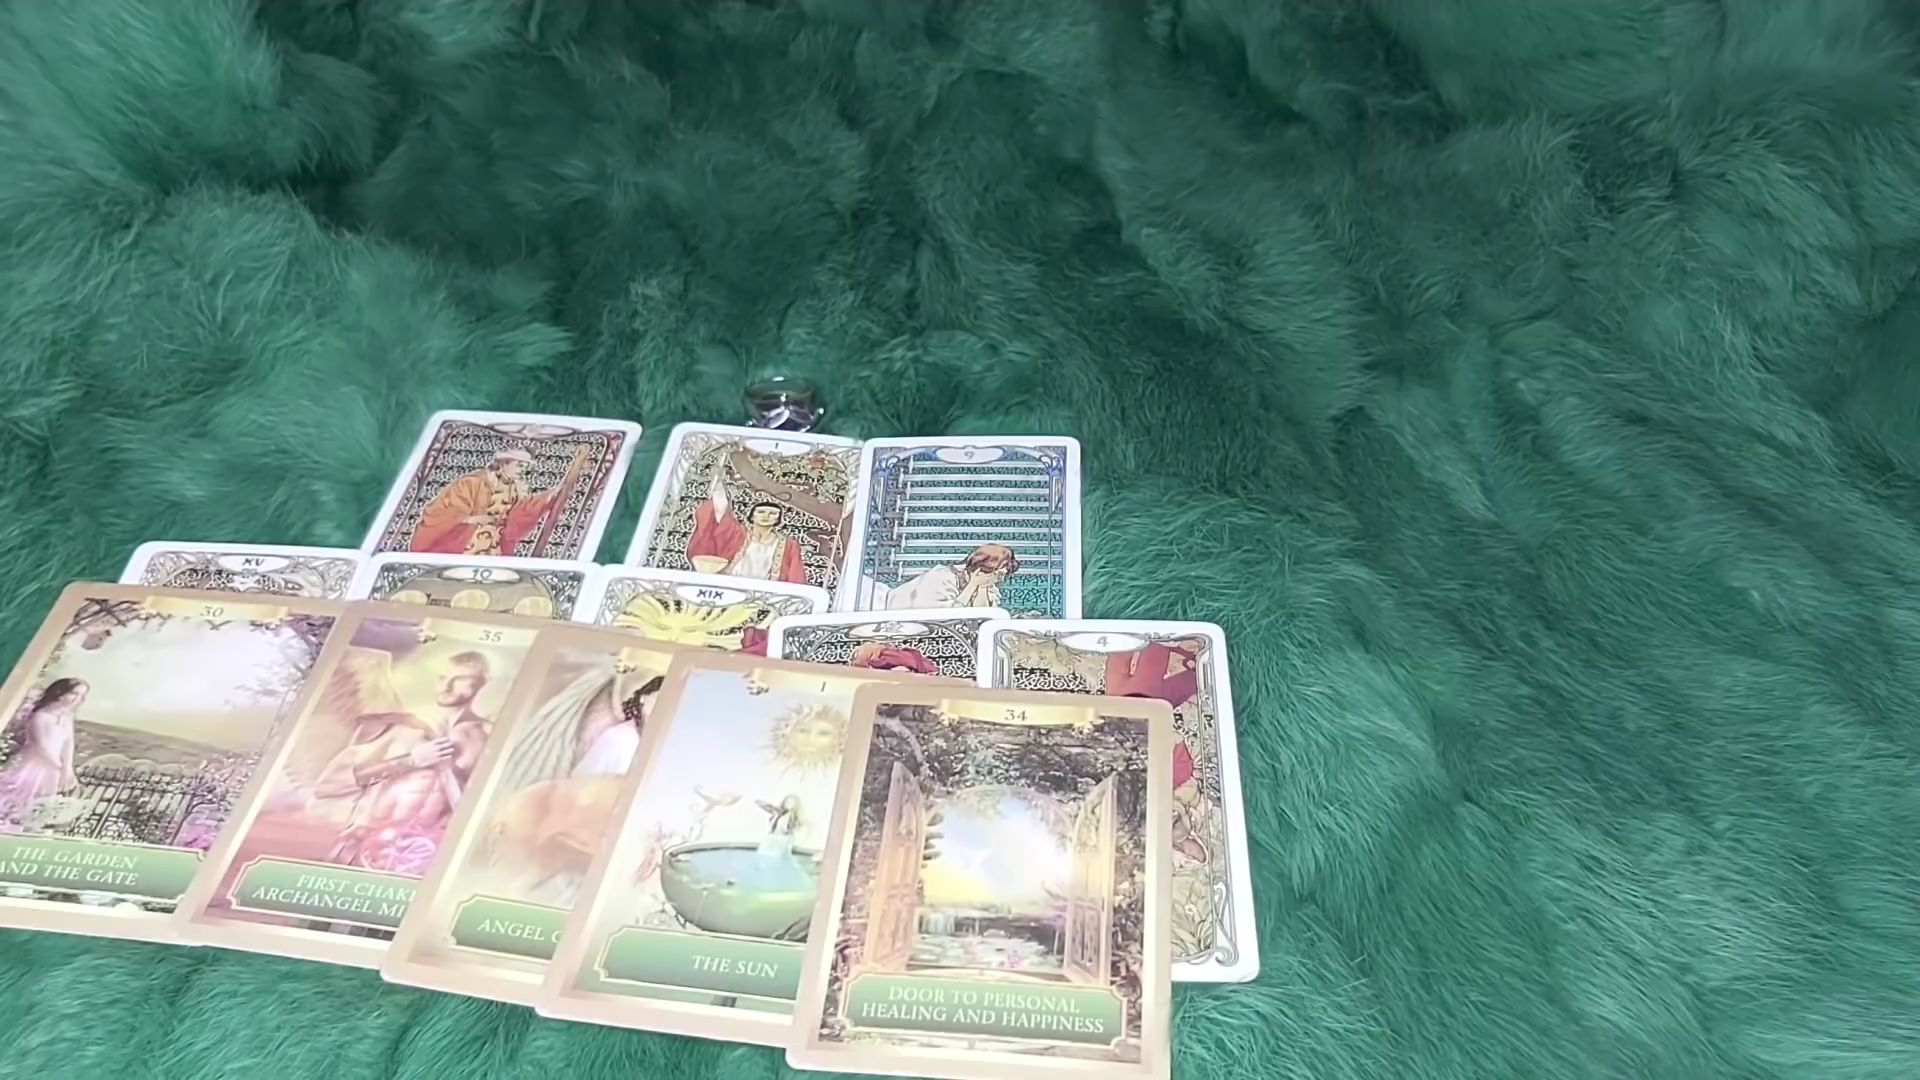 I
9
XV
10
XIX
4
30
35
1
34
THE GARDEN
AND THE GATE
FIRST
ARCHANGEL
ANGEL
THE SUN
DOOR TO PERSONAL
HEALING AND HAPPINESS